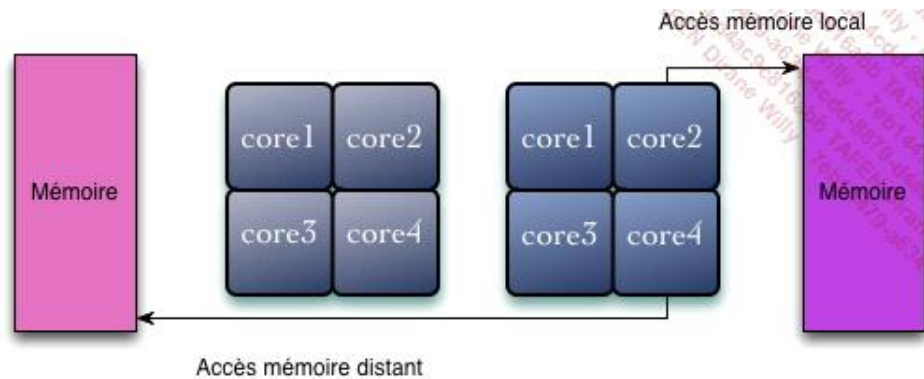 Accès mémoire local
Mémoire
core1
core2
core3
core4
core1
core2
core3
core4
Mémoire
Accès mémoire distant